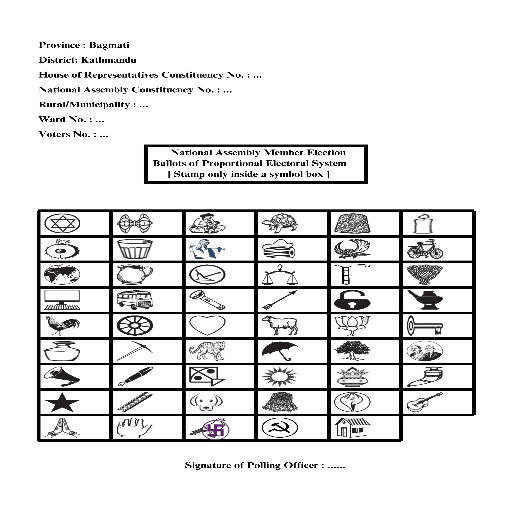 Province : Bagmati
District: Kathmandu
House of Representatives Constituency No. : ...
National Assembly Constituency No. : ...
Rural/Municipality : ...
Ward No. : ...
Voters No. : ...
National Assembly Member Election
Ballots of Proportional Electoral System
[ Stamp only inside a symbol box ]
Signature of Polling Officer : ......